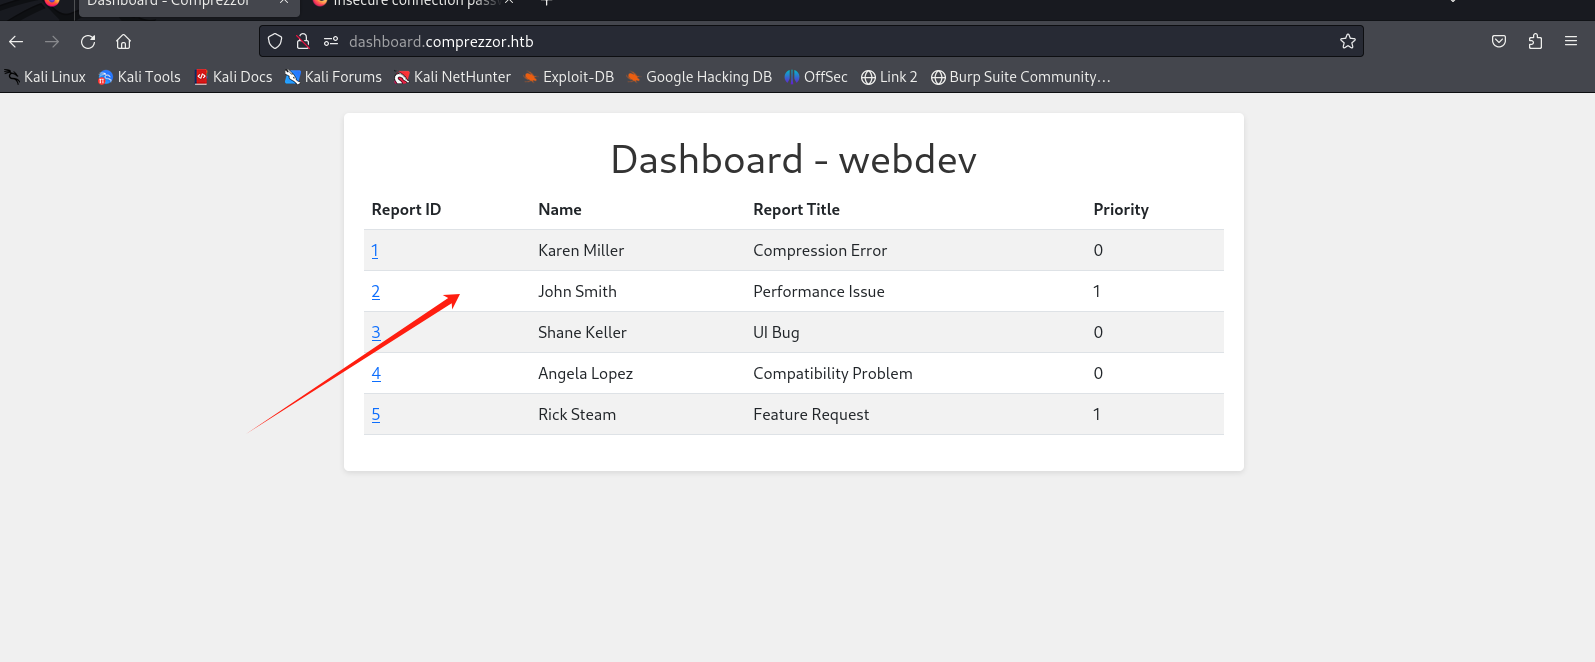 Dashboard - Comprezzor
Insecure connection pass
dashboard.comprezzor.htb
Kali Linux Kali Tools Kali Docs Kali Forums Kali NetHunter Exploit-DB Google Hacking DB OffSec Link 2 Burp Suite Community…
Dashboard - webdev
Report ID Name Report Title Priority
1 Karen Miller Compression Error 0
2 John Smith Performance Issue 1
3 Shane Keller UI Bug 0
4 Angela Lopez Compatibility Problem 0
5 Rick Steam Feature Request 1